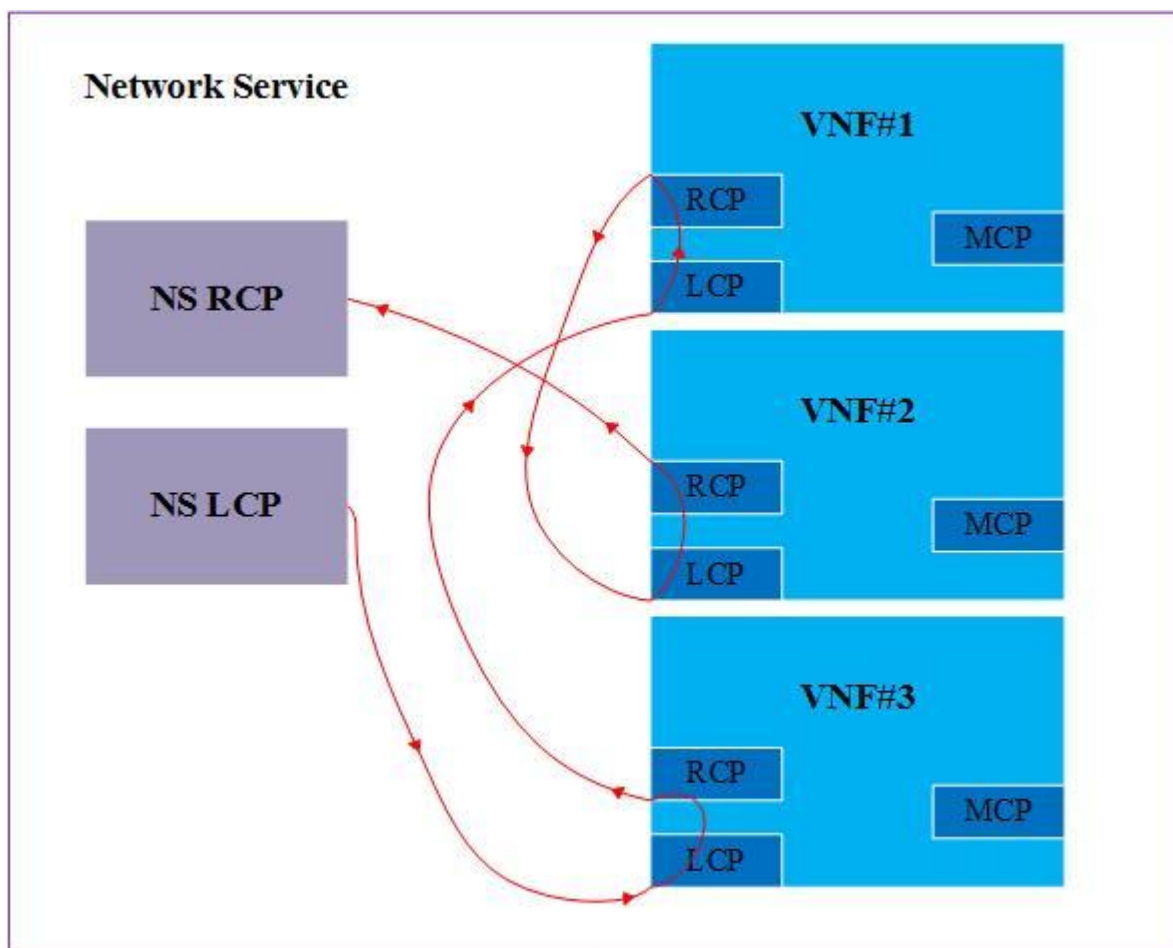 Network Service
NS RCP
NS LCP
VNF#1
RCP
MCP
LCP
VNF#2
RCP
MCP
LCP
VNF#3
RCP
MCP
LCP